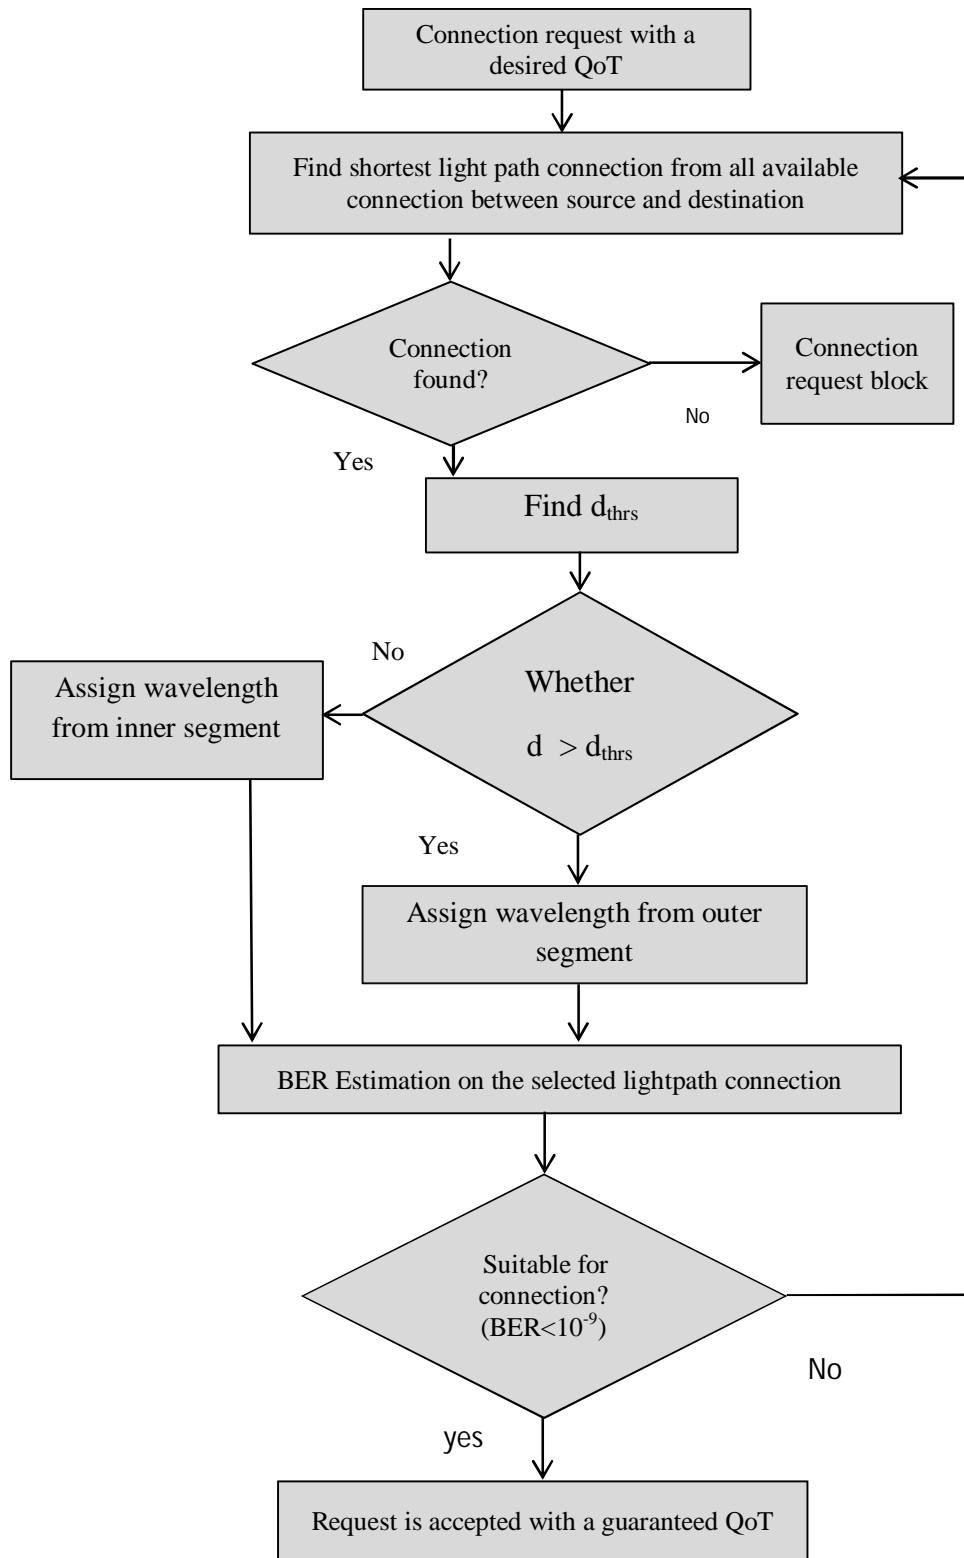 Connection request with a
desired QoT
Find shortest light path connection from all available
connection between source and destination
Connection
found?
Connection
request block
No
Yes
Find dthrs
No
Whether
d > dthrs
Assign wavelength
from inner segment
Yes
Assign wavelength from outer
segment
BER Estimation on the selected lightpath connection
Suitable for
connection?
(BER<10-9)
No
yes
Request is accepted with a guaranteed QoT